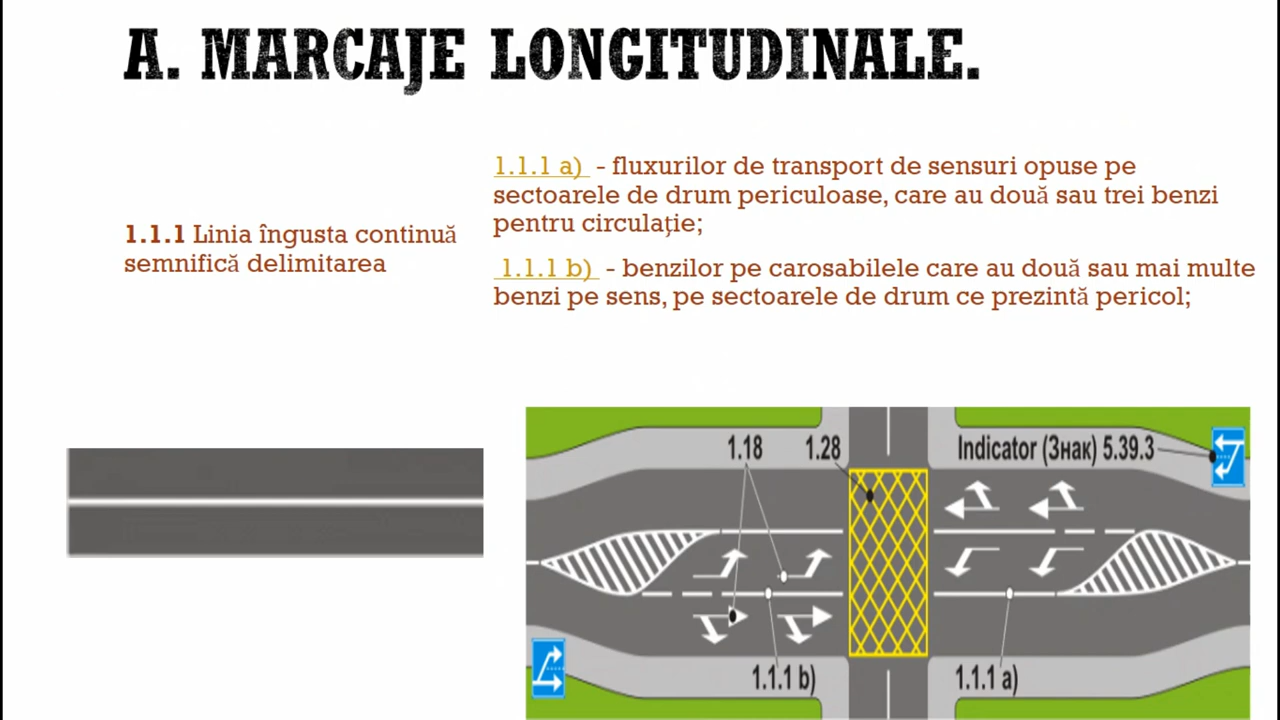 A. MARCAJE LONGITUDINALE.
1.1.1 Linia îngusta continuă
semnifică delimitarea
1.1.1 a) - fluxurilor de transport de sensuri opuse pe
sectoarele de drum periculoase, care au două sau trei benzi
pentru circulaţie;
1.1.1 b) - benzilor pe carosabilele care au două sau mai multe
benzi pe sens, pe sectoarele de drum ce prezintă pericol;
1.18
1.28
Indicator (Знак) 5.39.3
1.1.1 b)
1.1.1 a)